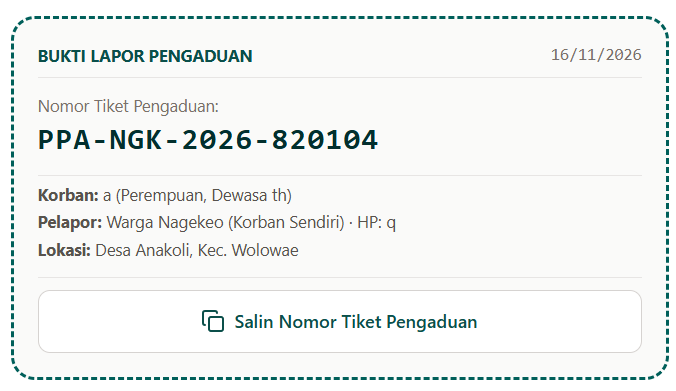 BUKTI LAPOR PENGADUAN 16/11/2026
Nomor Tiket Pengaduan:
PPA-NGK-2026-820104
Korban: a (Perempuan, Dewasa th)
Pelapor: Warga Nagekeo (Korban Sendiri) · HP: q
Lokasi: Desa Anakoli, Kec. Wolowae
Salin Nomor Tiket Pengaduan